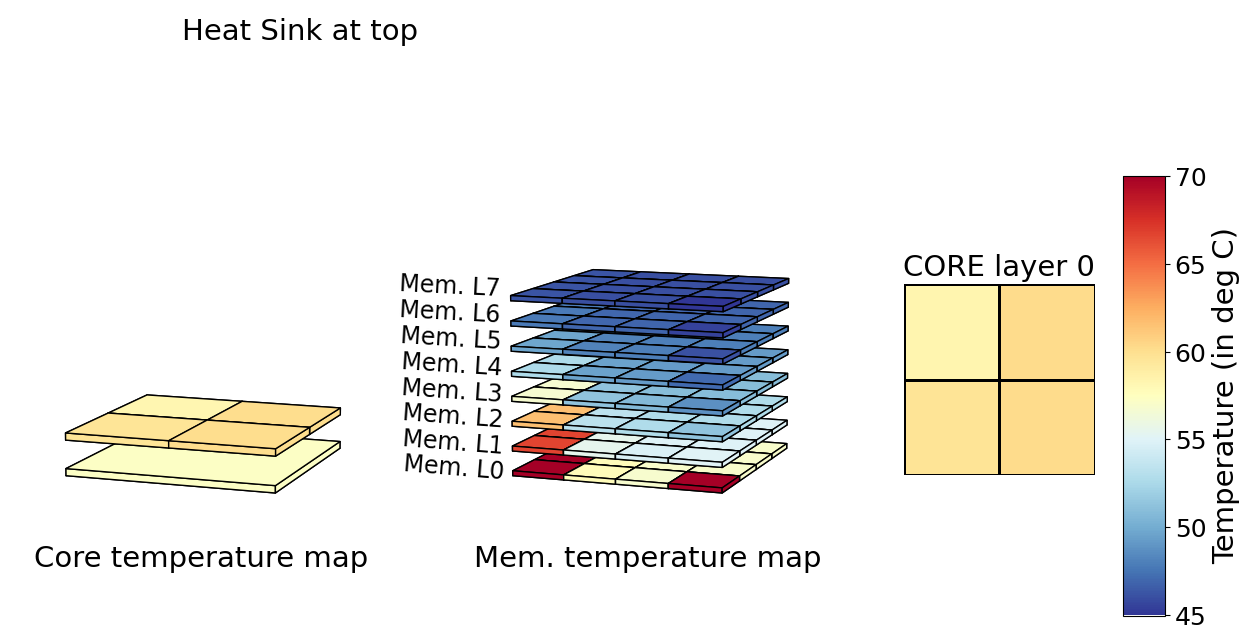 Heat Sink at top
Mem. L7
Mem. L6
Mem. L5
Mem. L4
Mem. L3
Mem. L2
Mem. L1
Mem. L0
Core temperature map
Mem. temperature map
CORE layer 0
70
65
60
55
50
45
Temperature (in deg C)